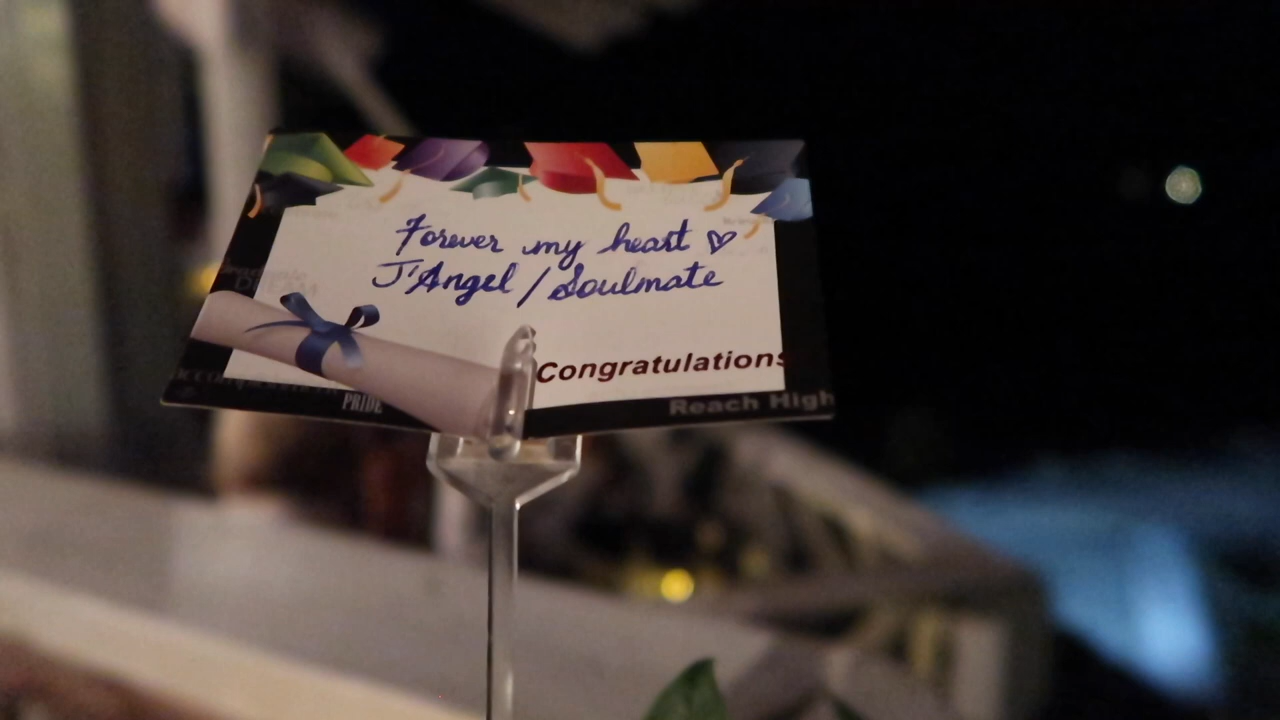 Forever my heart ♡
J'Angel / Soulmate
Congratulations
PRIDE
Reach High